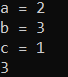 a = 2
b = 3
c = 1
3